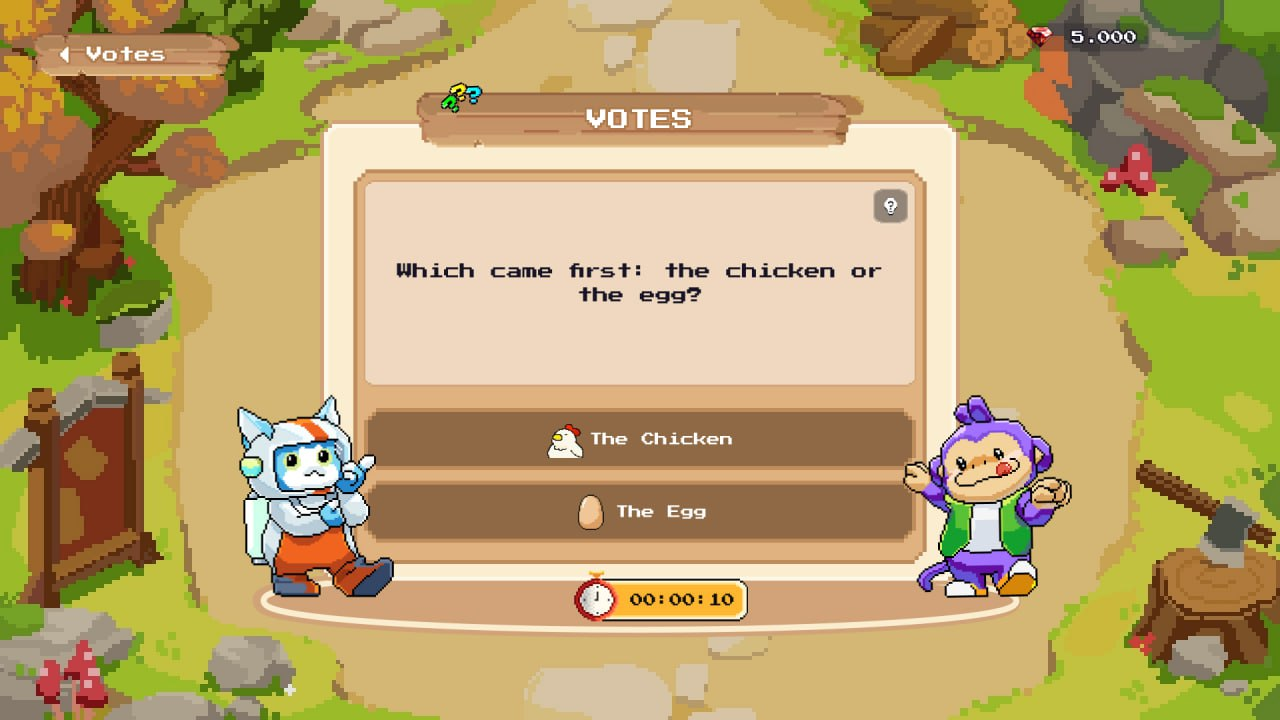 Votes
5.000
VOTES
Which came first: the chicken or
the egg?
The Chicken
The Egg
00:00:10